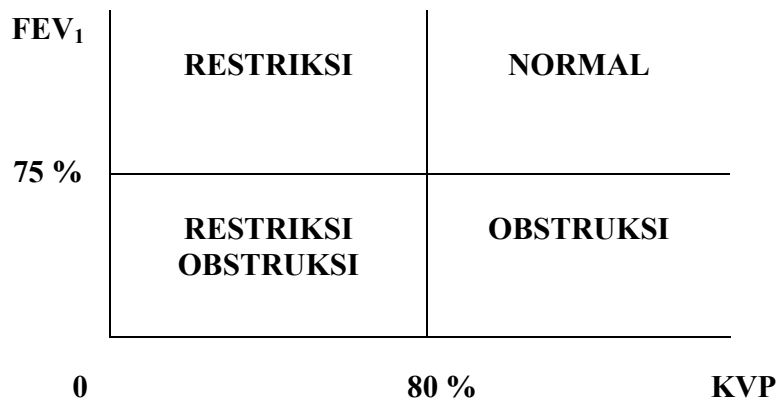 FEV₁
RESTRIKSI NORMAL
75 %
RESTRIKSI OBSTRUKSI
OBSTRUKSI
0 80 % KVP